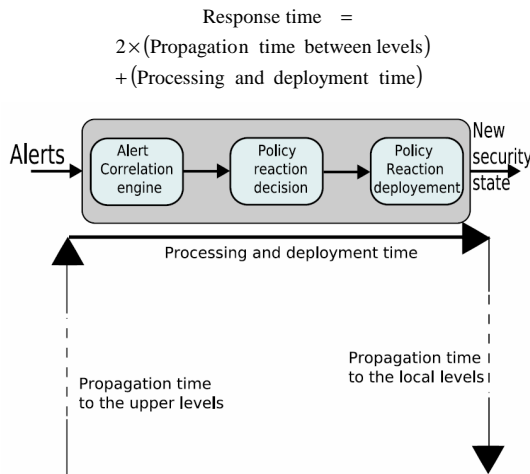 Response time =
2×(Propagation time between levels)
+(Processing and deployment time)
Alerts
Alert
Correlation
engine
Policy
reaction
decision
Policy
Reaction
deployement
New
security
state
Processing and deployment time
Propagation time
to the upper levels
Propagation time
to the local levels